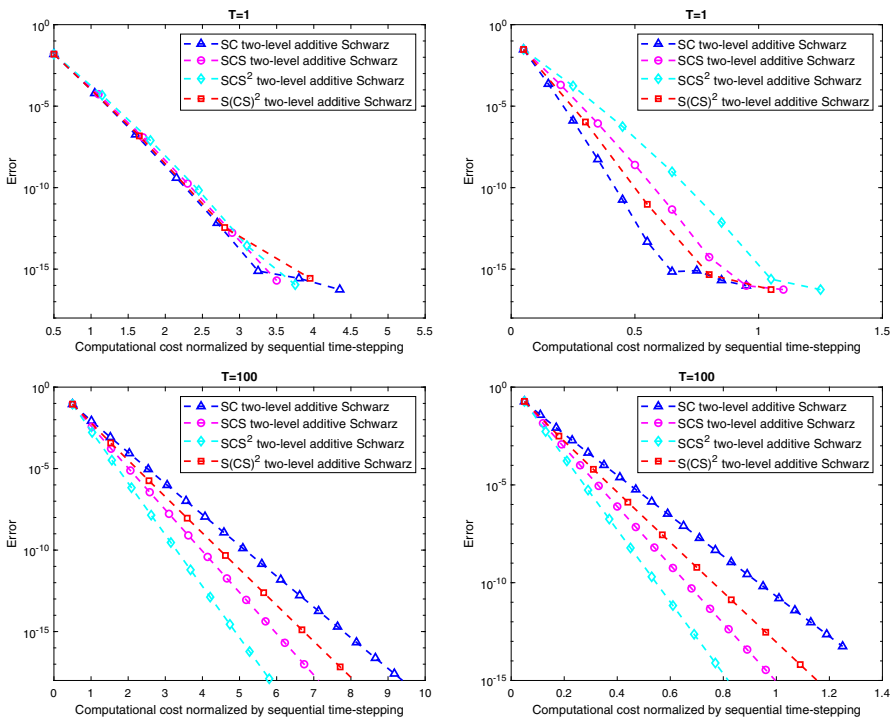 T=1
SC two-level additive Schwarz
SCS two-level additive Schwarz
SCS² two-level additive Schwarz
S(CS)² two-level additive Schwarz
Error
10⁰
10⁻⁵
10⁻¹⁰
10⁻¹⁵
0.5 1 1.5 2 2.5 3 3.5 4 4.5 5 5.5
Computational cost normalized by sequential time-stepping
T=1
SC two-level additive Schwarz
SCS two-level additive Schwarz
SCS² two-level additive Schwarz
S(CS)² two-level additive Schwarz
Error
10⁰
10⁻⁵
10⁻¹⁰
10⁻¹⁵
0 0.5 1 1.5
Computational cost normalized by sequential time-stepping
T=100
SC two-level additive Schwarz
SCS two-level additive Schwarz
SCS² two-level additive Schwarz
S(CS)² two-level additive Schwarz
Error
10⁰
10⁻⁵
10⁻¹⁰
10⁻¹⁵
0 1 2 3 4 5 6 7 8 9 10
Computational cost normalized by sequential time-stepping
T=100
SC two-level additive Schwarz
SCS two-level additive Schwarz
SCS² two-level additive Schwarz
S(CS)² two-level additive Schwarz
Error
10⁰
10⁻⁵
10⁻¹⁰
10⁻¹⁵
0 0.2 0.4 0.6 0.8 1 1.2 1.4
Computational cost normalized by sequential time-stepping